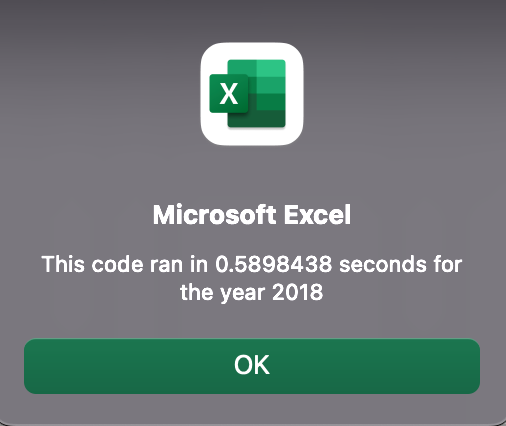 X
Microsoft Excel
This code ran in 0.5898438 seconds for
the year 2018
OK